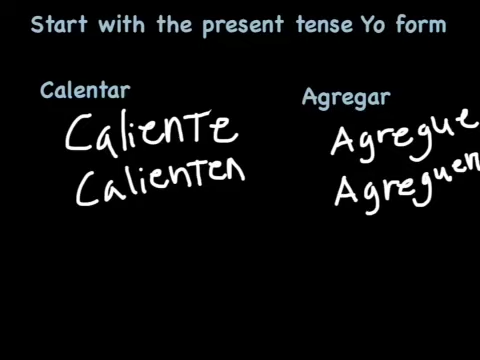 Start with the present tense Yo form
Calentar
Caliente
Calienten
Agregar
Agregue
Agreguen